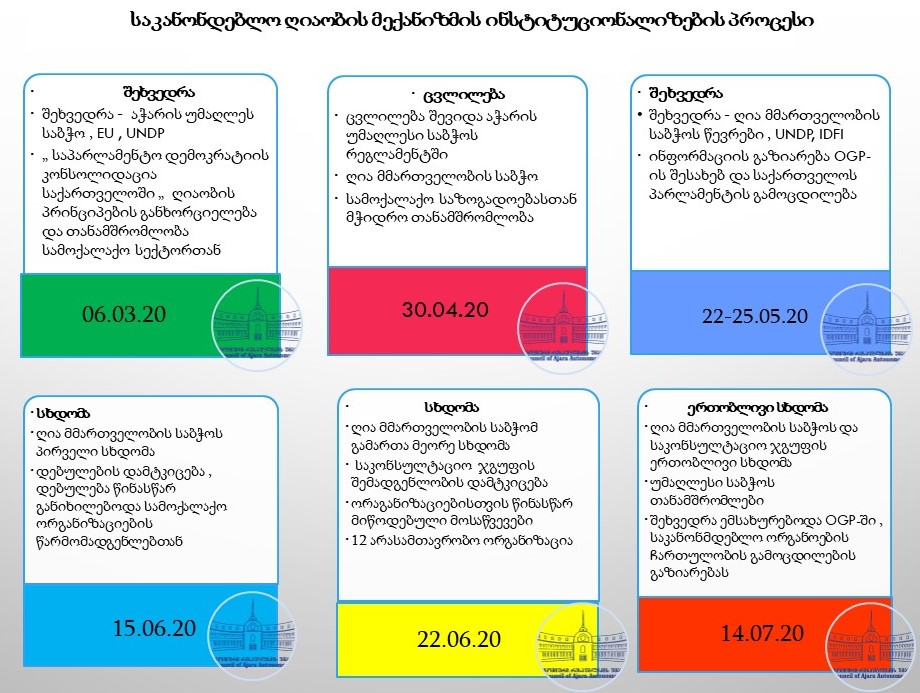 საკანონდებლო ღიაობის მექანიზმის ინსტიტუციონალიზების პროცესი
· შეხვედრა
• შეხვედრა - აჭარის უმაღლეს
საბჭო , EU , UNDP
• „ საპარლამენტო დემოკრატიის
კონსოლიდაცია
საქართველოში „ ღიაობის
პრინციპების განხორციელება
და თანამშრომლობა
სამოქალაქო სექტორთან
06.03.20
· ცვლილება
• ცვლილება შევიდა აჭარის
უმაღლესი საბჭოს
რეგლამენტში
• ღია მმართველობის საბჭო
• სამოქალაქო საზოგადოებასთან
მჭიდრო თანამშრომლობა
30.04.20
· შეხვედრა
• შეხვედრა - ღია მმართველობის
საბჭოს წევრები , UNDP, IDFI
• ინფორმაციის გაზიარება OGP-
ის შესახებ და საქართველოს
პარლამენტის გამოცდილება
22-25.05.20
·სხდომა
·ღია მმართველობის საბჭოს
პირველი სხდომა
·დებულების დამტკიცება ,
დებულება წინასწარ
განიხილებოდა სამოქალაქო
ორგანიზაციების
წარმომადგენლებთან
15.06.20
· სხდომა
·ღია მმართველობის საბჭომ
გამართა მეორე სხდომა
· საკონსულტაციო ჯგუფის
შემადგენლობის დამტკიცება
·ორაგანიზაციებისთვის წინასწარ
მიწოდებული მოსაწვევები
·12 არასამთავრობო ორგანიზაცია
22.06.20
· ერთობლივი სხდომა
·ღია მმართველობის საბჭოს და
საკონსულტაციო ჯგუფის
ერთობლივი სხდომა
·უმაღლესი საბჭოს
თანამშრომლები
·შეხვედრა ემსახურებოდა OGP-ში ,
საკანონმდებლო ორგანოების
ჩართულობის გამოცდილების
გაზიარებას
14.07.20